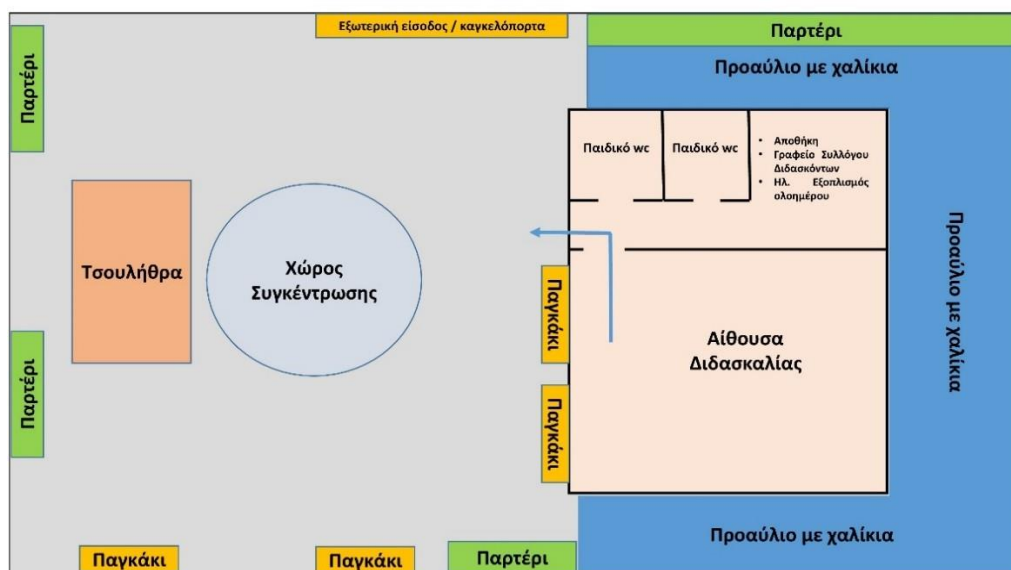 Εξωτερική είσοδος / καγκελόπορτα
Παρτέρι
Παρτέρι
Προαύλιο με χαλίκια
Παιδικό wc
Παιδικό wc
• Αποθήκη
• Γραφείο Συλλόγου
Διδασκόντων
• Ηλ. Εξοπλισμός
ολοημέρου
Τσουλήθρα
Χώρος
Συγκέντρωσης
Παγκάκι
Προαύλιο με χαλίκια
Αίθουσα
Διδασκαλίας
Παρτέρι
Παγκάκι
Προαύλιο με χαλίκια
Παγκάκι
Παγκάκι
Παρτέρι